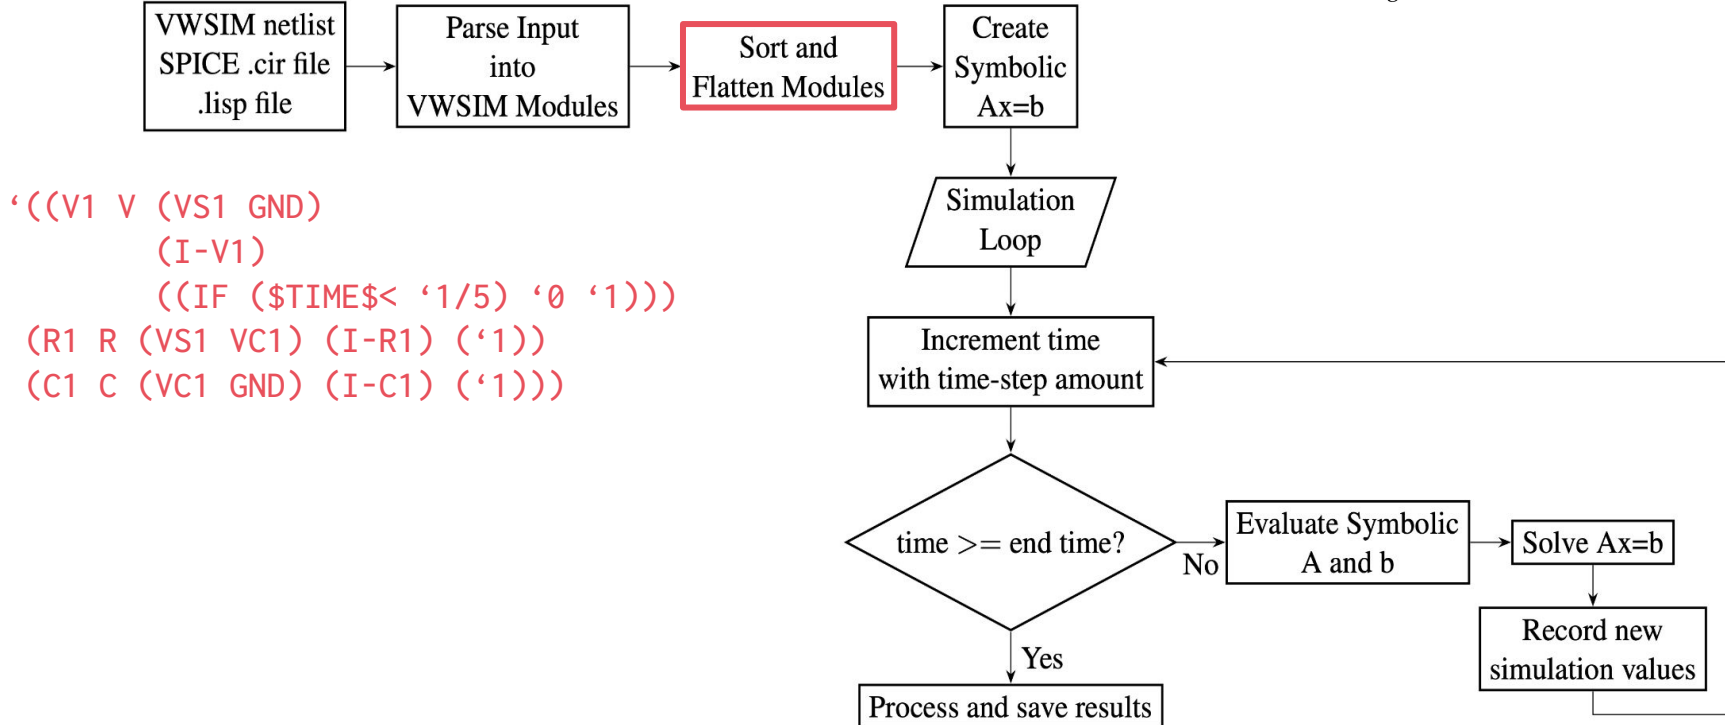 VWSIM netlist
SPICE .cir file
.lisp file
Parse Input
into
VWSIM Modules
Sort and
Flatten Modules
Create
Symbolic
Ax=b
‘((V1 V (VS1 GND)
(I-V1)
((IF ($TIME$< ‘1/5) ‘0 ‘1)))
(R1 R (VS1 VC1) (I-R1) (‘1))
(C1 C (VC1 GND) (I-C1) (‘1)))
Simulation
Loop
Increment time
with time-step amount
time >= end time?
No
Evaluate Symbolic
A and b
Solve Ax=b
Record new
simulation values
Yes
Process and save results